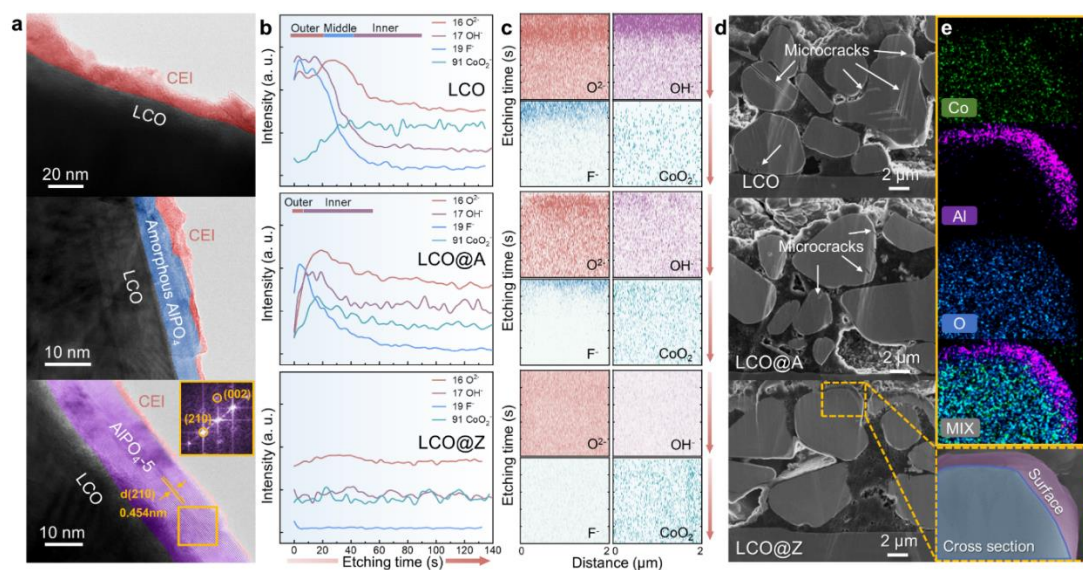 a
CEI
LCO
20 nm
CEI
Amorphous AlPO₄
LCO
10 nm
CEI
(002)
(210)
AlPO₄-5
LCO
d(210)
0.454nm
10 nm
b
Outer Middle Inner
16 O²⁻
17 OH⁻
19 F⁻
91 CoO₂⁻
LCO
Intensity (a. u.)
Outer Inner
16 O²⁻
17 OH⁻
19 F⁻
91 CoO₂⁻
LCO@A
Intensity (a. u.)
16 O²⁻
17 OH⁻
19 F⁻
91 CoO₂⁻
LCO@Z
Intensity (a. u.)
0 20 40 60 80 100 120 140
Etching time (s)
c
Etching time (s)
O²⁻ OH⁻
F⁻ CoO₂⁻
Etching time (s)
O²⁻ OH⁻
F⁻ CoO₂⁻
Etching time (s)
O²⁻ OH⁻
F⁻ CoO₂⁻
0 2 0 2
Distance (μm)
d
Microcracks
LCO
2 μm
Microcracks
LCO@A
2 μm
LCO@Z
2 μm
e
Co
Al
O
MIX
Surface
Cross section